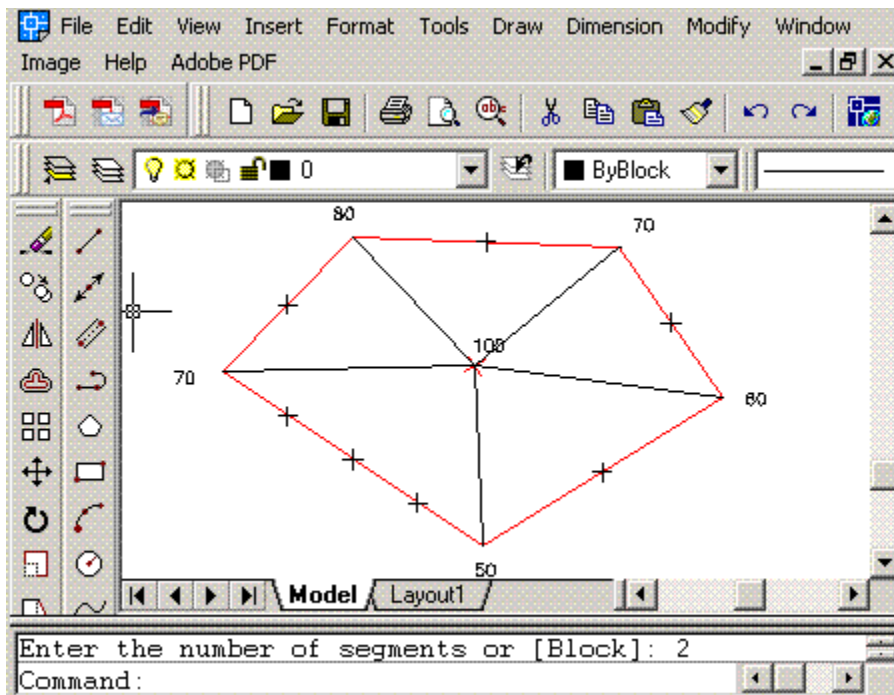 File Edit View Insert Format Tools Draw Dimension Modify Window
Image Help Adobe PDF
0 ByBlock
80
70
100
70
60
50
Model Layout1
Enter the number of segments or [Block]: 2
Command: